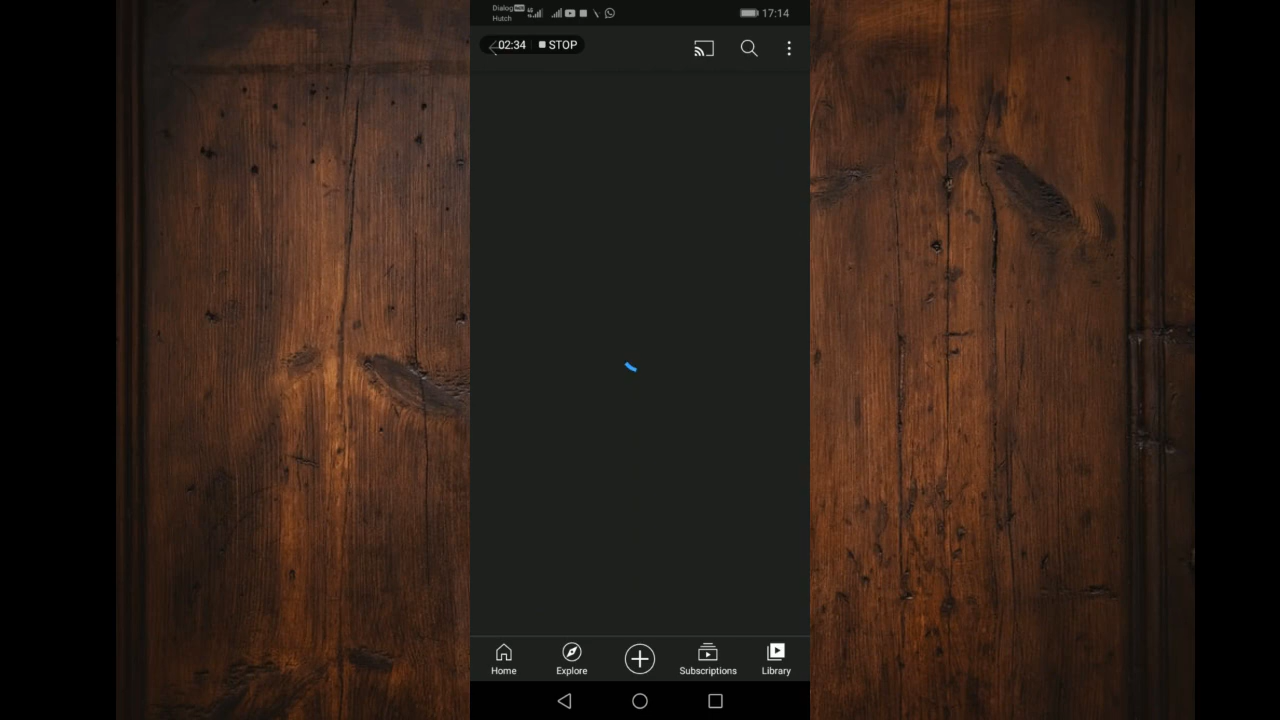 Dialog
Hutch
17:14
02:34 STOP
Home
Explore
Subscriptions
Library